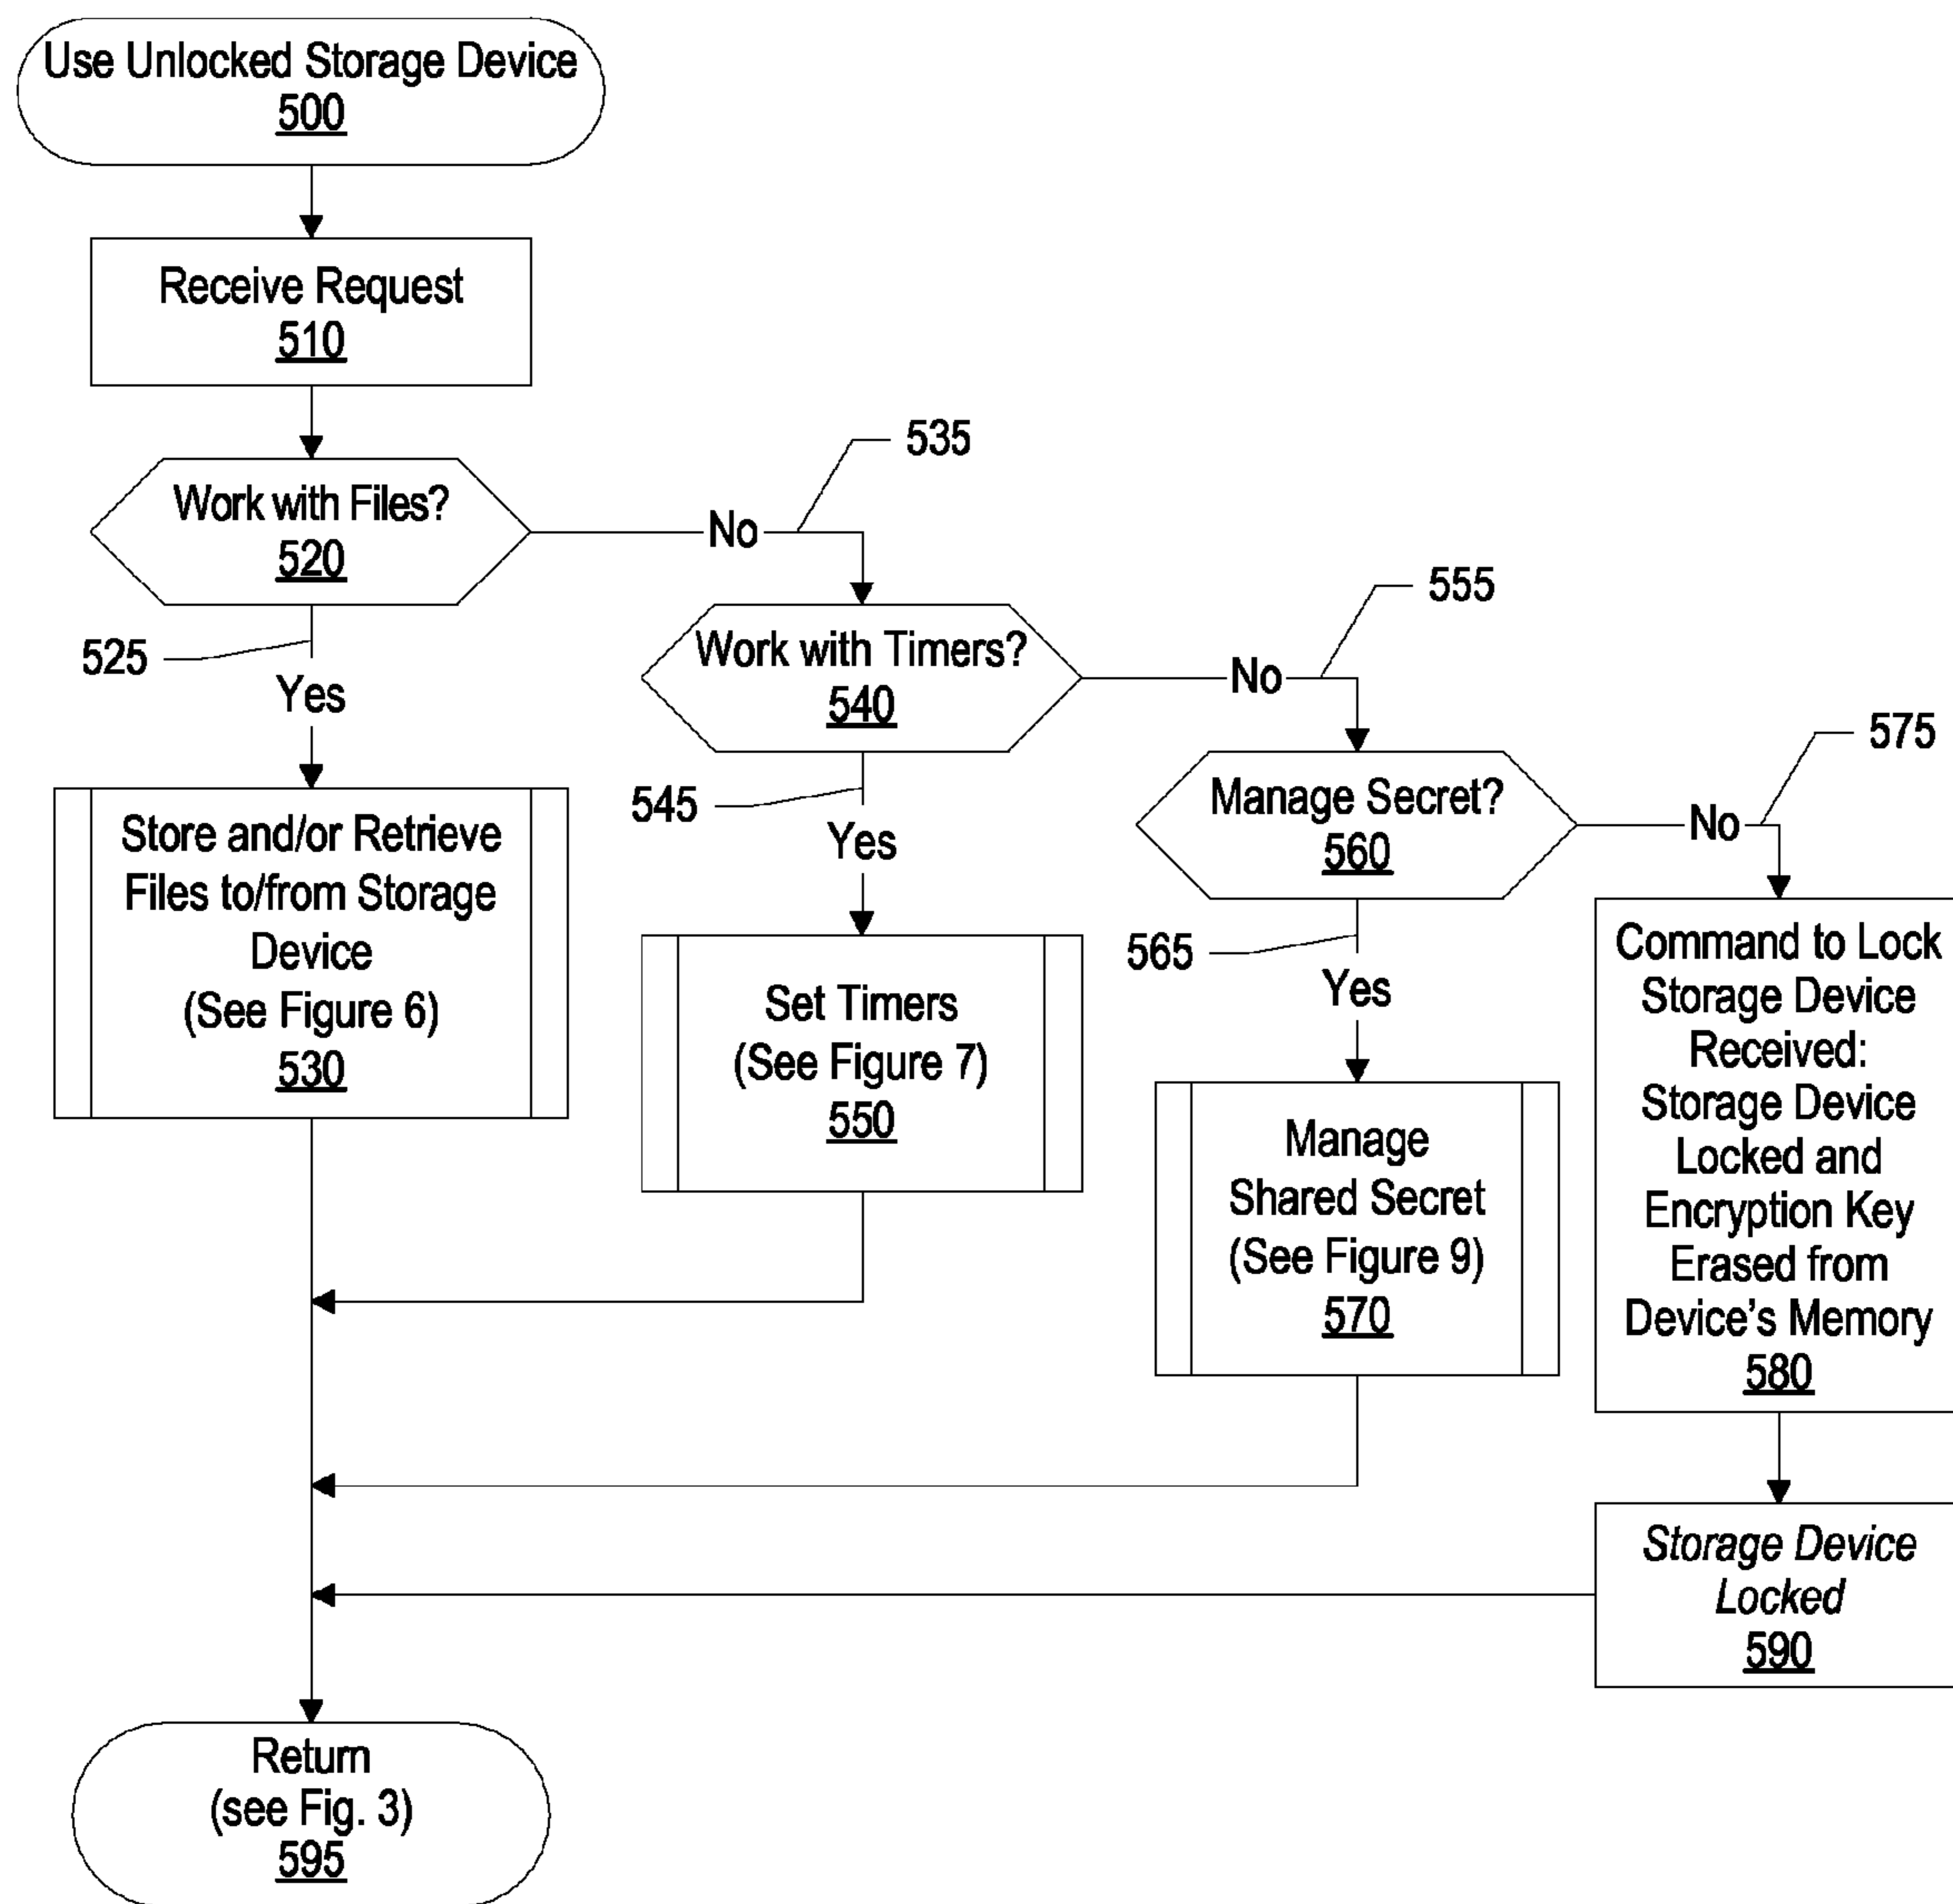 Use Unlocked Storage Device
500
Receive Request
510
Work with Files?
520
535
No
525
Yes
Work with Timers?
540
555
No
545
Yes
Manage Secret?
560
575
No
565
Yes
Store and/or Retrieve
Files to/from Storage
Device
(See Figure 6)
530
Set Timers
(See Figure 7)
550
Manage
Shared Secret
(See Figure 9)
570
Command to Lock
Storage Device
Received:
Storage Device
Locked and
Encryption Key
Erased from
Device's Memory
580
Storage Device
Locked
590
Return
(see Fig. 3)
595